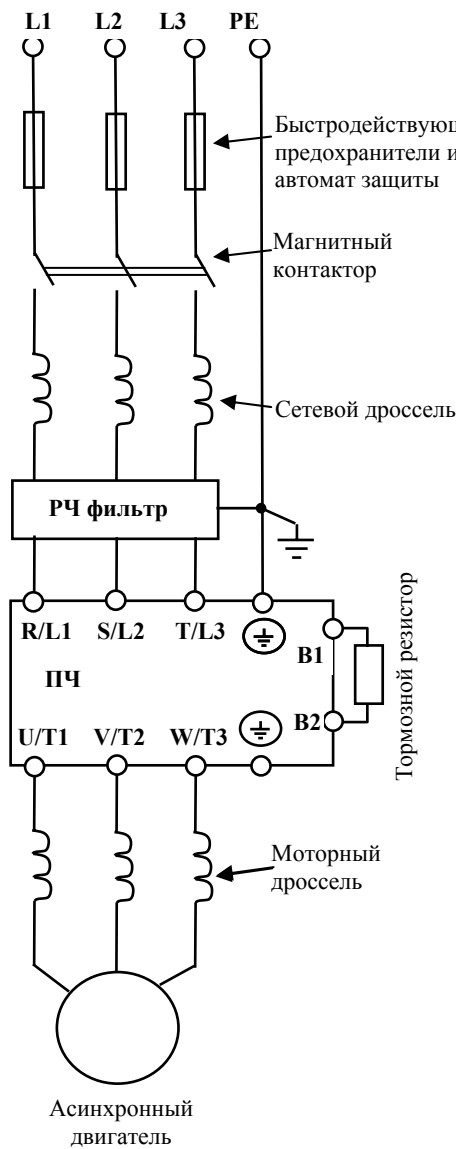 L1 L2 L3 PE
предохранители и
автомат защиты
Магнитный
контактор
Сетевой дроссель
РЧ фильтр
R/L1 S/L2 T/L3
B1
ПЧ
Тормозной резистор
B2
U/T1 V/T2 W/T3
Моторный
дроссель
Асинхронный
двигатель